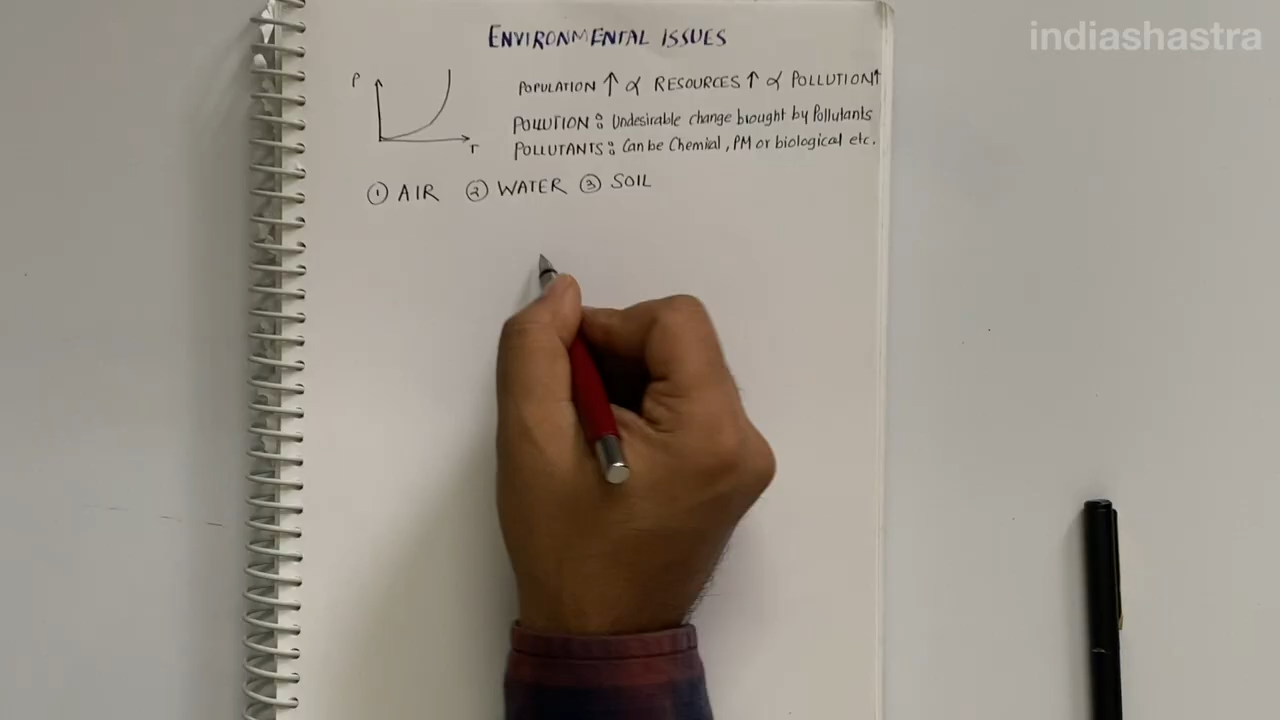 indiashastra
ENVIRONMENTAL ISSUES
P
r
POPULATION ↑ ∝ RESOURCES ↑ ∝ POLLUTION↑
POLLUTION : Undesirable change brought by Pollutants
POLLUTANTS : Can be Chemial, PM or biological etc.
① AIR ② WATER ③ SOIL